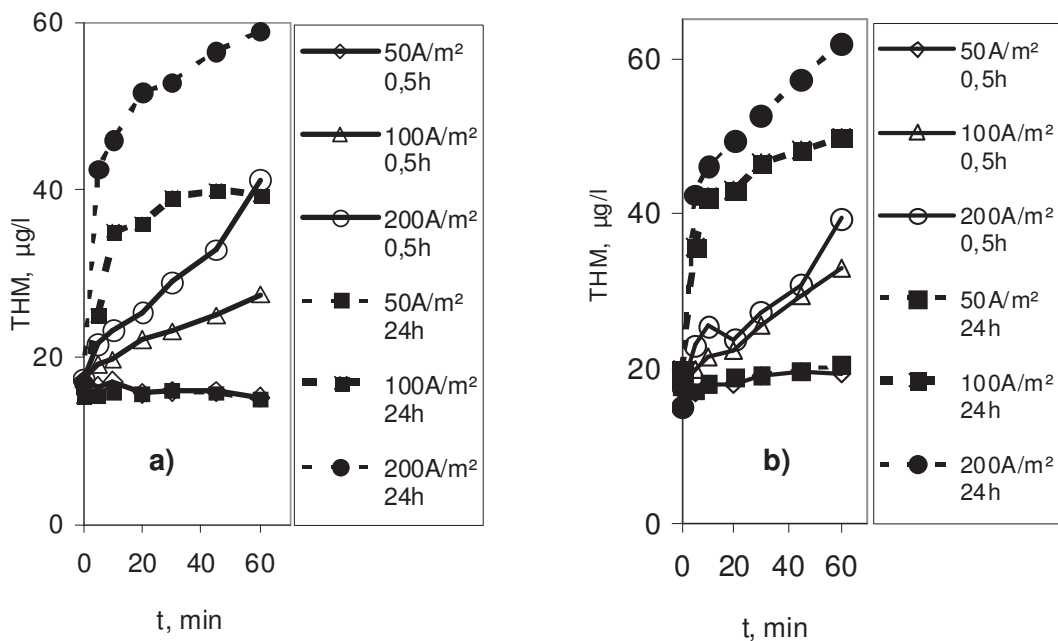 THM, µg/l
60
40
20
0
0 20 40 60
t, min
a)
50A/m²
0,5h
100A/m²
0,5h
200A/m²
0,5h
50A/m²
24h
100A/m²
24h
200A/m²
24h
THM, µg/l
60
40
20
0
0 20 40 60
t, min
b)
50A/m²
0,5h
100A/m²
0,5h
200A/m²
0,5h
50A/m²
24h
100A/m²
24h
200A/m²
24h